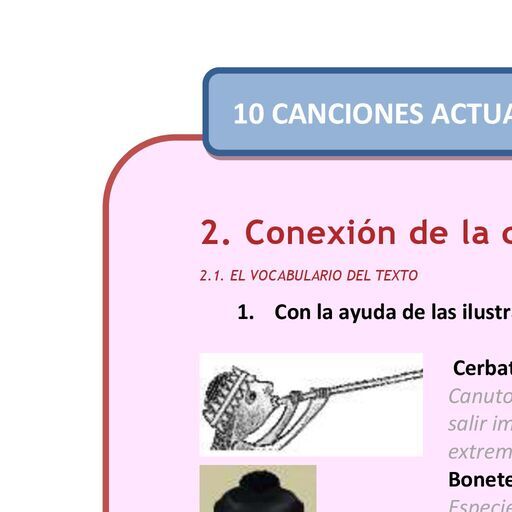 10 CANCIONES ACTUA
2. Conexión de la
2.1. EL VOCABULARIO DEL TEXTO
1. Con la ayuda de las ilustr
Cerbat
Canuto
salir im
extrem
Bonete
Especie